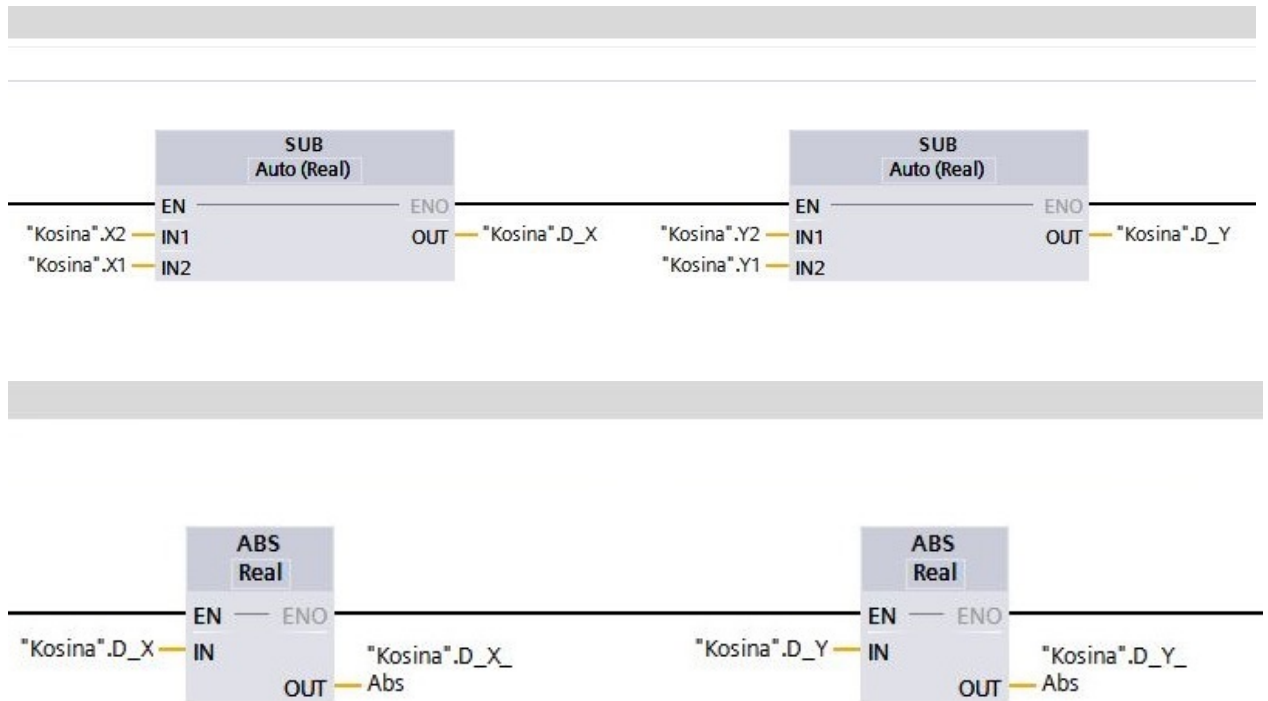 SUB
Auto (Real)
EN
ENO
"Kosina".X2
IN1
OUT
"Kosina".D_X
"Kosina".X1
IN2
SUB
Auto (Real)
EN
ENO
"Kosina".Y2
IN1
OUT
"Kosina".D_Y
"Kosina".Y1
IN2
ABS
Real
EN
ENO
"Kosina".D_X
IN
OUT
"Kosina".D_X_
Abs
ABS
Real
EN
ENO
"Kosina".D_Y
IN
OUT
"Kosina".D_Y_
Abs